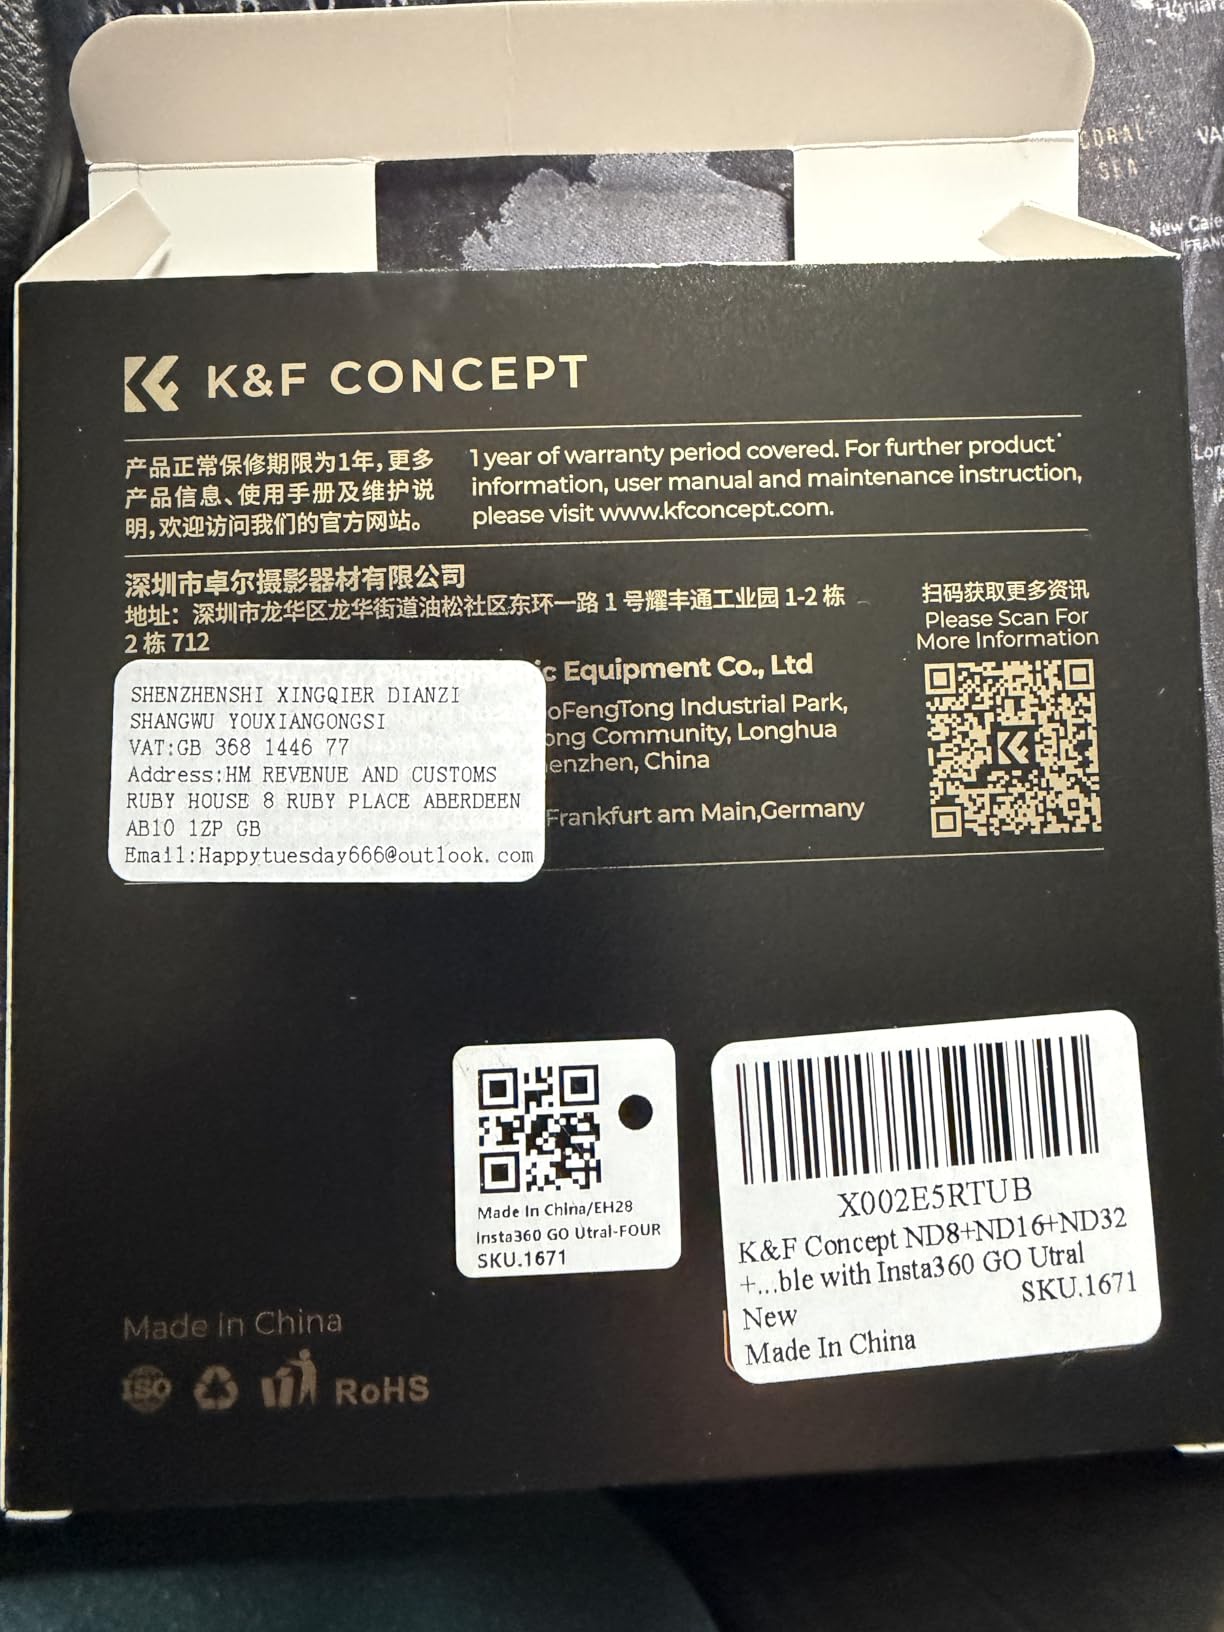 K&F CONCEPT
产品正常保修期限为1年,更多
产品信息、使用手册及维护说
明,欢迎访问我们的官方网站。
1 year of warranty period covered. For further product
information, user manual and maintenance instruction,
please visit www.kfconcept.com.
深圳市卓尔摄影器材有限公司
地址：深圳市龙华区龙华街道油松社区东环一路 1 号耀丰通工业园 1-2 栋
2 栋 712
c Equipment Co., Ltd
oFengTong Industrial Park,
ong Community, Longhua
enzhen, China
Frankfurt am Main,Germany
扫码获取更多资讯
Please Scan For
More Information
SHENZHENSHI XINGQIER DIANZI
SHANGWU YOUXIANGONGSI
VAT:GB 368 1446 77
Address:HM REVENUE AND CUSTOMS
RUBY HOUSE 8 RUBY PLACE ABERDEEN
AB10 1ZP GB
Email:Happytuesday666@outlook.com
Made In China/EH28
Insta360 GO Utral-FOUR
SKU.1671
X002E5RTUB
K&F Concept ND8+ND16+ND32
+...ble with Insta360 GO Utral
SKU.1671
New
Made In China
Made In China
ISO
RoHS
CORAL
SEA
VA
New Cale
(FRAN